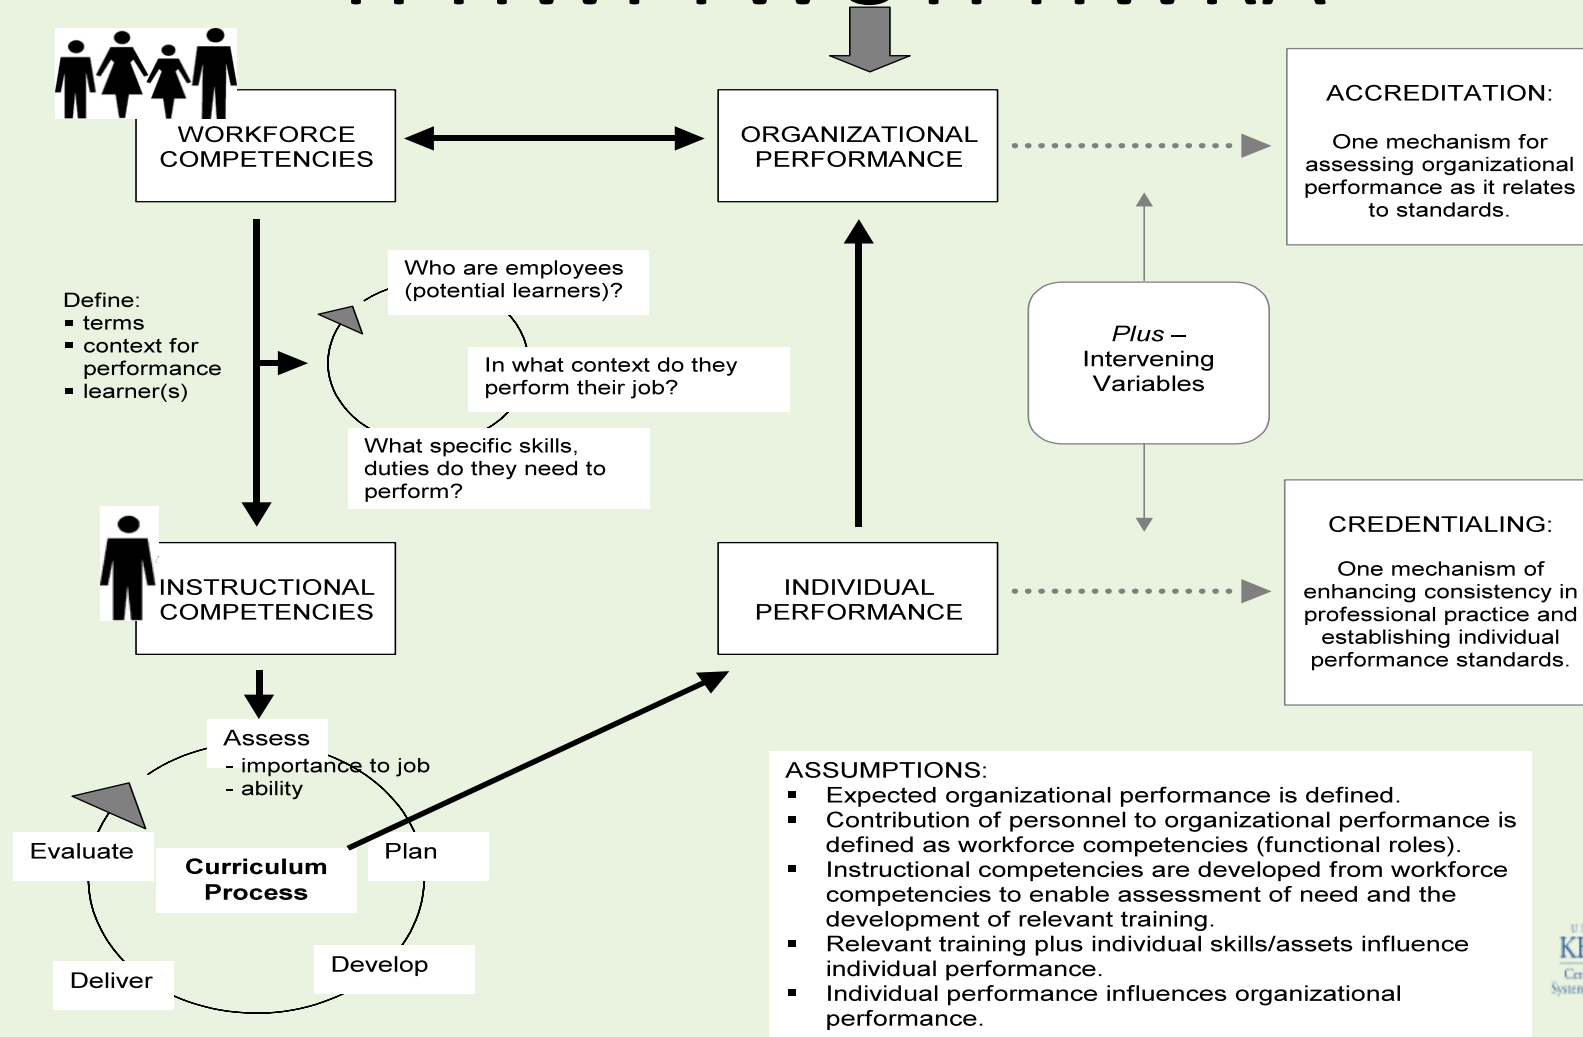 WORKFORCE
COMPETENCIES
ORGANIZATIONAL
PERFORMANCE
ACCREDITATION:
One mechanism for
assessing organizational
performance as it relates
to standards.
Define:
▪ terms
▪ context for
performance
▪ learner(s)
Who are employees
(potential learners)?
In what context do they
perform their job?
What specific skills,
duties do they need to
perform?
Plus –
Intervening
Variables
INSTRUCTIONAL
COMPETENCIES
INDIVIDUAL
PERFORMANCE
CREDENTIALING:
One mechanism of
enhancing consistency in
professional practice and
establishing individual
performance standards.
Assess
- importance to job
- ability
Evaluate
Curriculum
Process
Plan
Develop
Deliver
ASSUMPTIONS:
▪ Expected organizational performance is defined.
▪ Contribution of personnel to organizational performance is
defined as workforce competencies (functional roles).
▪ Instructional competencies are developed from workforce
competencies to enable assessment of need and the
development of relevant training.
▪ Relevant training plus individual skills/assets influence
individual performance.
▪ Individual performance influences organizational
performance.